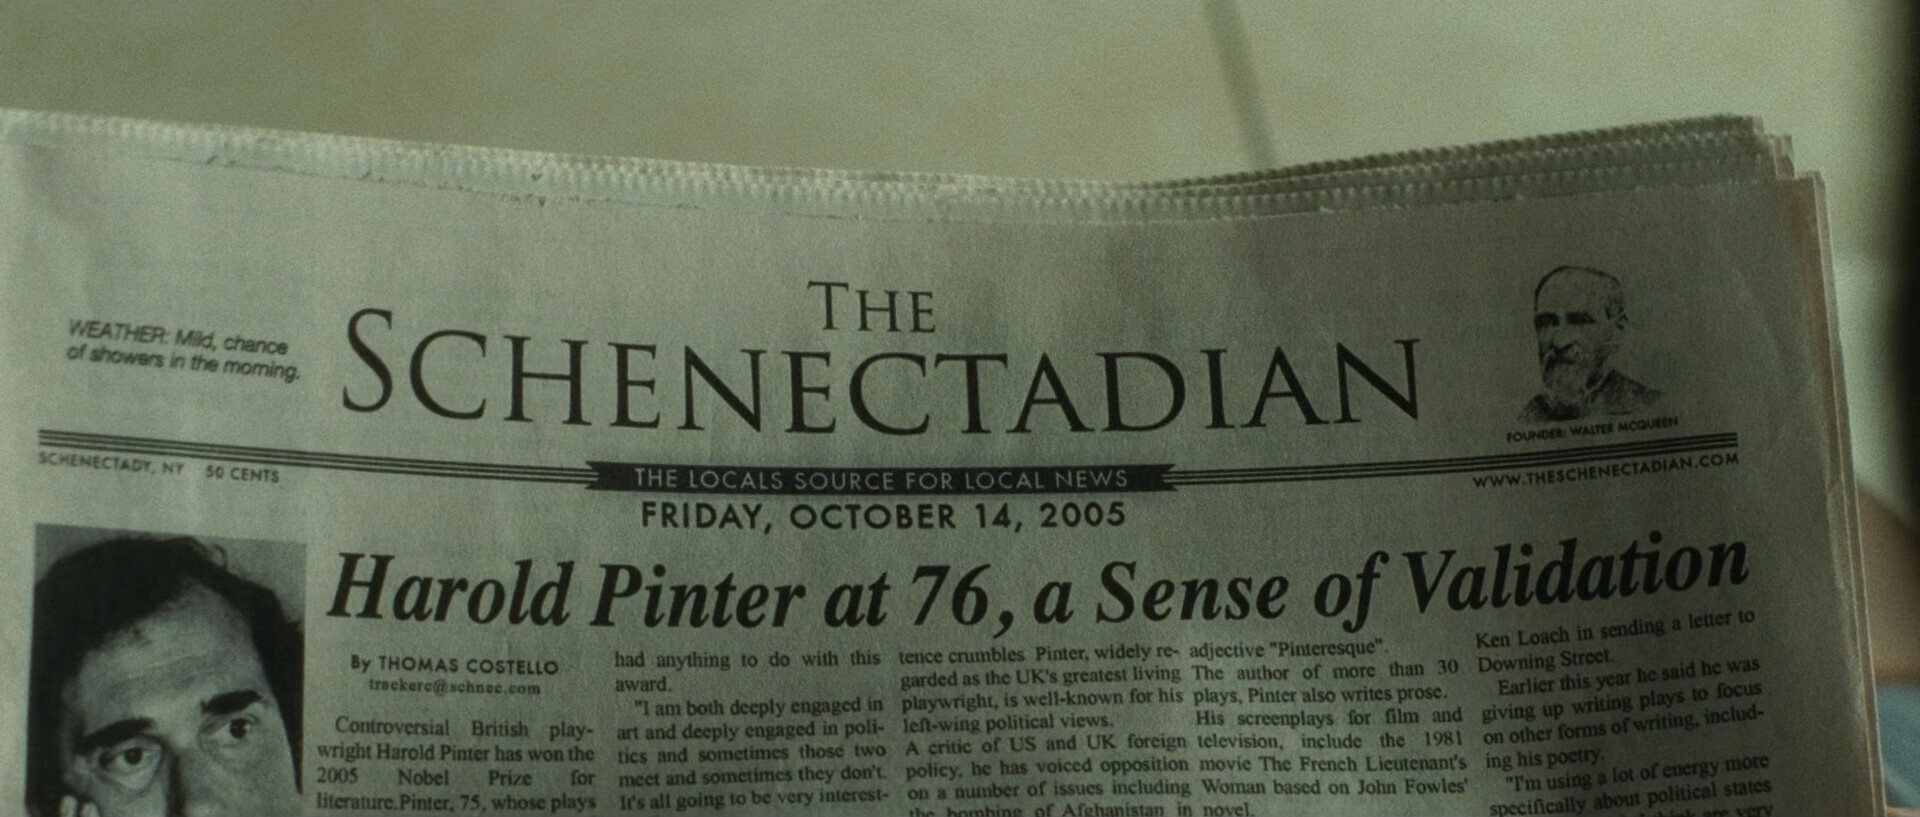 WEATHER: Mild, chance
of showers in the morning.
THE
SCHENECTADIAN
FOUNDER: WALTER MCQUEEN
SCHENECTADY, NY 50 CENTS
THE LOCALS SOURCE FOR LOCAL NEWS
WWW.THESCHENECTADIAN.COM
FRIDAY, OCTOBER 14, 2005
Harold Pinter at 76, a Sense of Validation
By THOMAS COSTELLO
trackerc@schnec.com
Controversial British play-
wright Harold Pinter has won the
2005 Nobel Prize for
literature.Pinter, 75, whose plays
had anything to do with this
award.
"I am both deeply engaged in
art and deeply engaged in poli-
tics and sometimes those two
meet and sometimes they don't.
It's all going to be very interest-
tence crumbles Pinter, widely re-
garded as the UK's greatest living
playwright, is well-known for his
left-wing political views.
A critic of US and UK foreign
policy, he has voiced opposition
on a number of issues including
the bombing of Afghanistan in
adjective "Pinteresque".
The author of more than 30
plays, Pinter also writes prose.
His screenplays for film and
television, include the 1981
movie The French Lieutenant's
Woman based on John Fowles'
novel.
Ken Loach in sending a letter to
Downing Street.
Earlier this year he said he was
giving up writing plays to focus
on other forms of writing, includ-
ing his poetry.
"I'm using a lot of energy more
specifically about political states
think are very